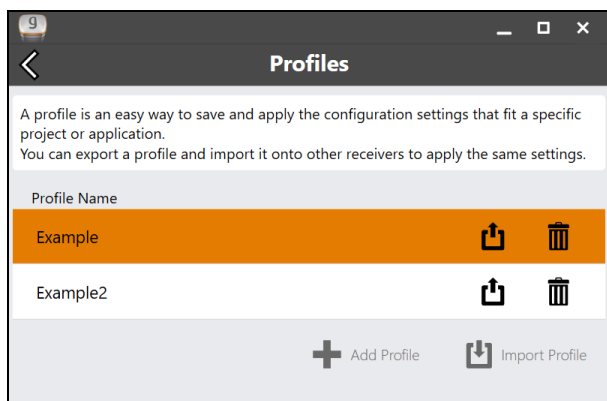 9
Profiles
A profile is an easy way to save and apply the configuration settings that fit a specific
project or application.
You can export a profile and import it onto other receivers to apply the same settings.
Profile Name
Example
Example2
Add Profile Import Profile